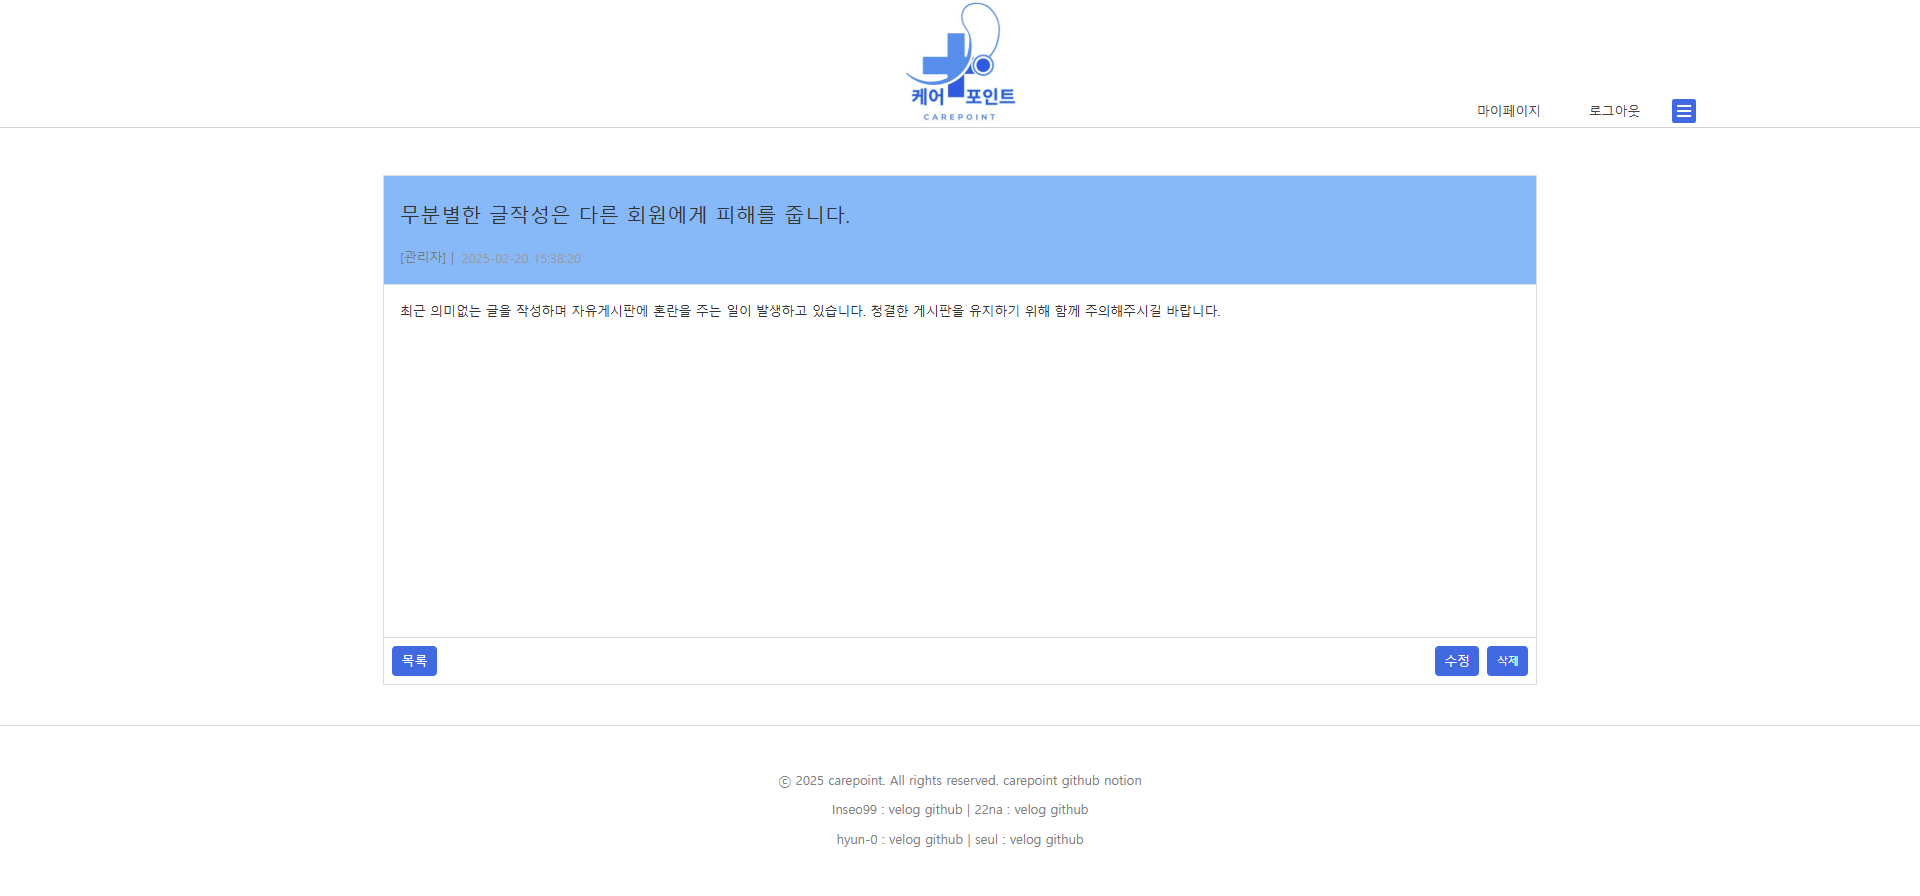 케어 포인트
CAREPOINT
마이페이지 로그아웃
무분별한 글작성은 다른 회원에게 피해를 줍니다.
[관리자] | 2025-02-20 15:38:20
최근 의미없는 글을 작성하며 자유게시판에 혼란을 주는 일이 발생하고 있습니다. 청결한 게시판을 유지하기 위해 함께 주의해주시길 바랍니다.
목록 수정 삭제
ⓒ 2025 carepoint. All rights reserved. carepoint github notion
Inseo99 : velog github | 22na : velog github
hyun-0 : velog github | seul : velog github